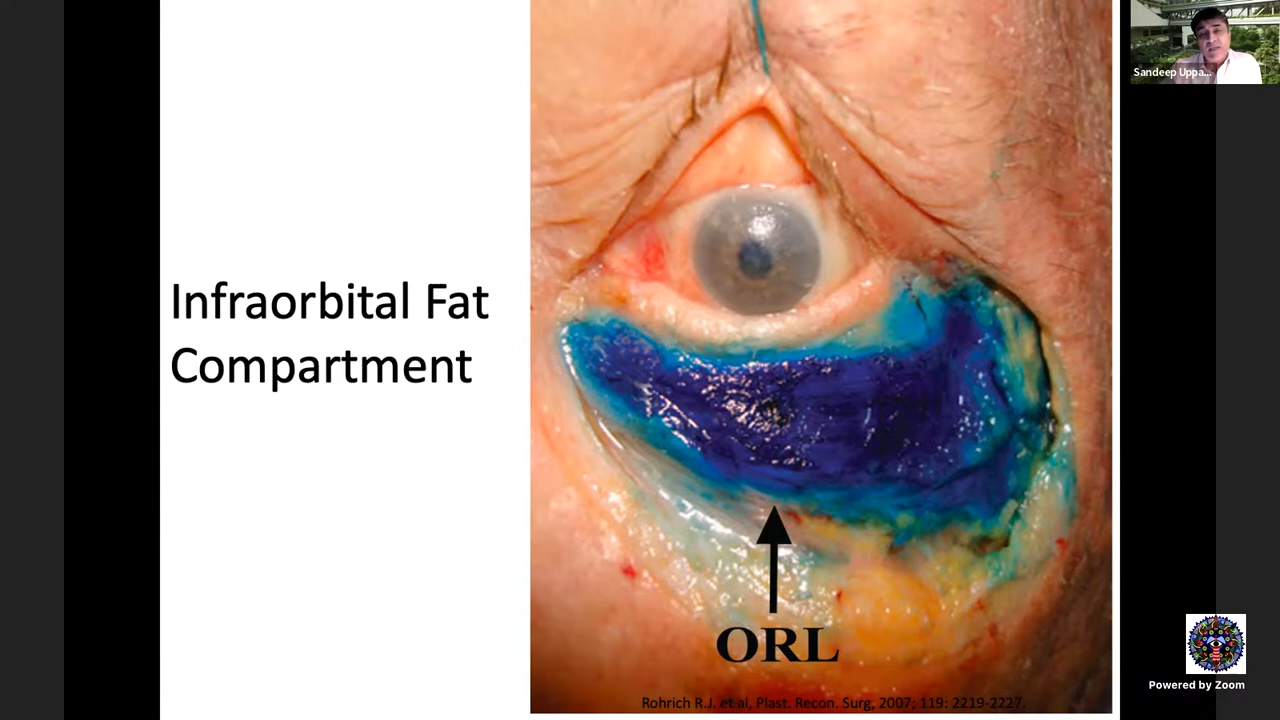 Sandeep Uppa...
Infraorbital Fat
Compartment
ORL
Rohrich R.J. et al, Plast. Recon. Surg, 2007; 119: 2219-2227.
Powered by Zoom